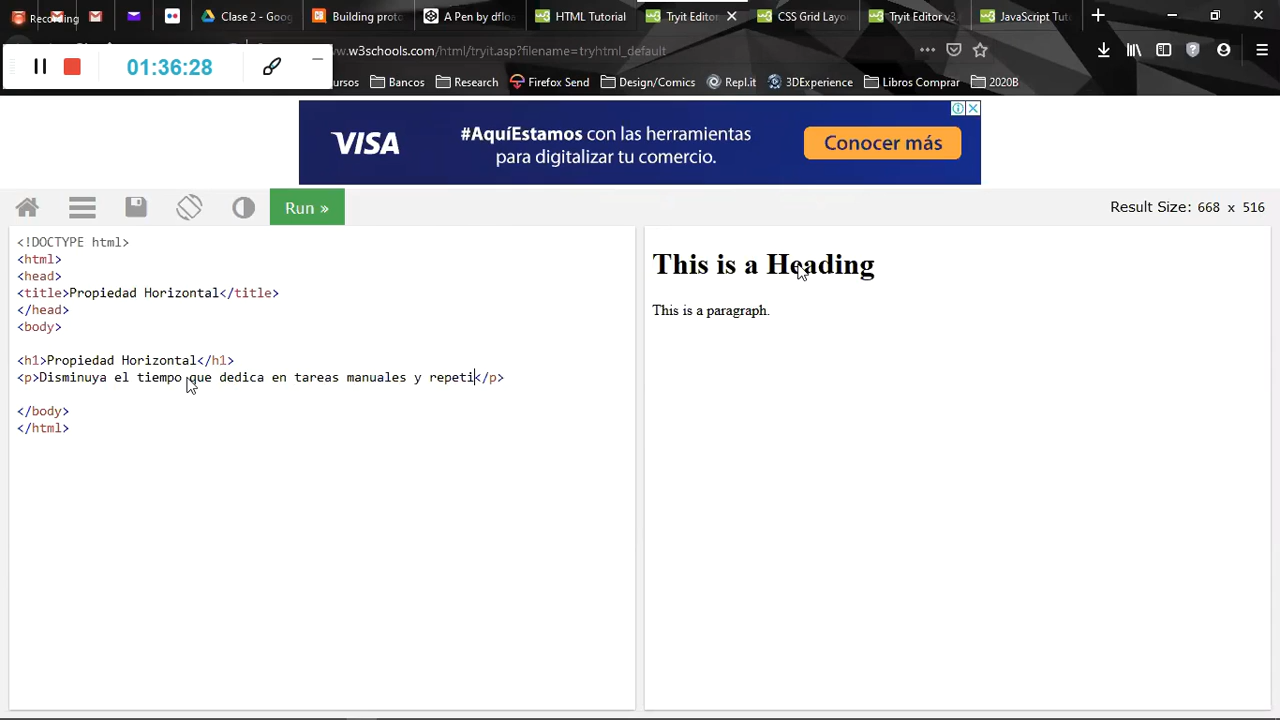 Recording
Clase 2 - Goo
Building proto
A Pen by dfloa
HTML Tutorial
Tryit Editor
CSS Grid Layo
Tryit Editor v3.
JavaScript Tut
01:36:28
w3schools.com/html/tryit.asp?filename=tryhtml_default
Bancos
Research
Firefox Send
Design/Comics
Repl.it
3DExperience
Libros Comprar
2020B
VISA
#AquíEstamos con las herramientas
para digitalizar tu comercio.
Conocer más
Run »
Result Size: 668 x 516
<!DOCTYPE html>
<html>
<head>
<title>Propiedad Horizontal</title>
</head>
<body>
<h1>Propiedad Horizontal</h1>
<p>Disminuya el tiempo que dedica en tareas manuales y repeti</p>
</body>
</html>
This is a Heading
This is a paragraph.